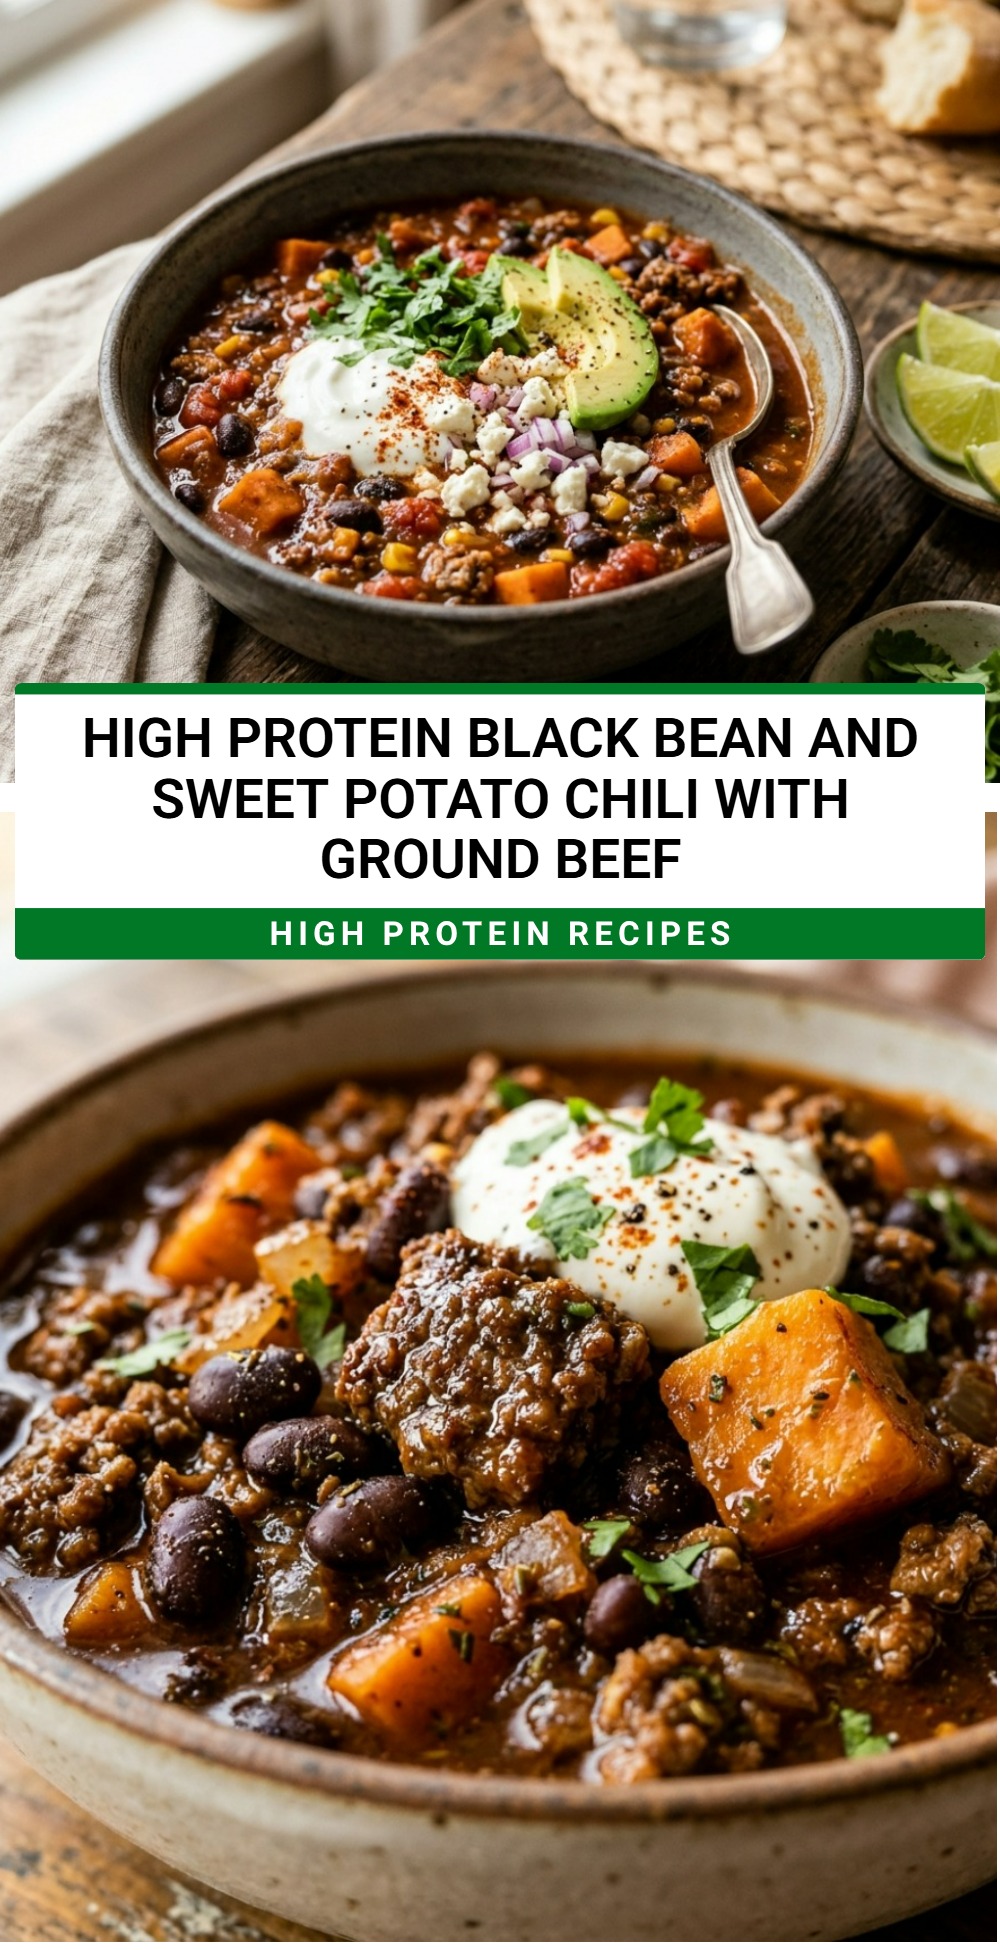 HIGH PROTEIN BLACK BEAN AND
SWEET POTATO CHILI WITH
GROUND BEEF
HIGH PROTEIN RECIPES